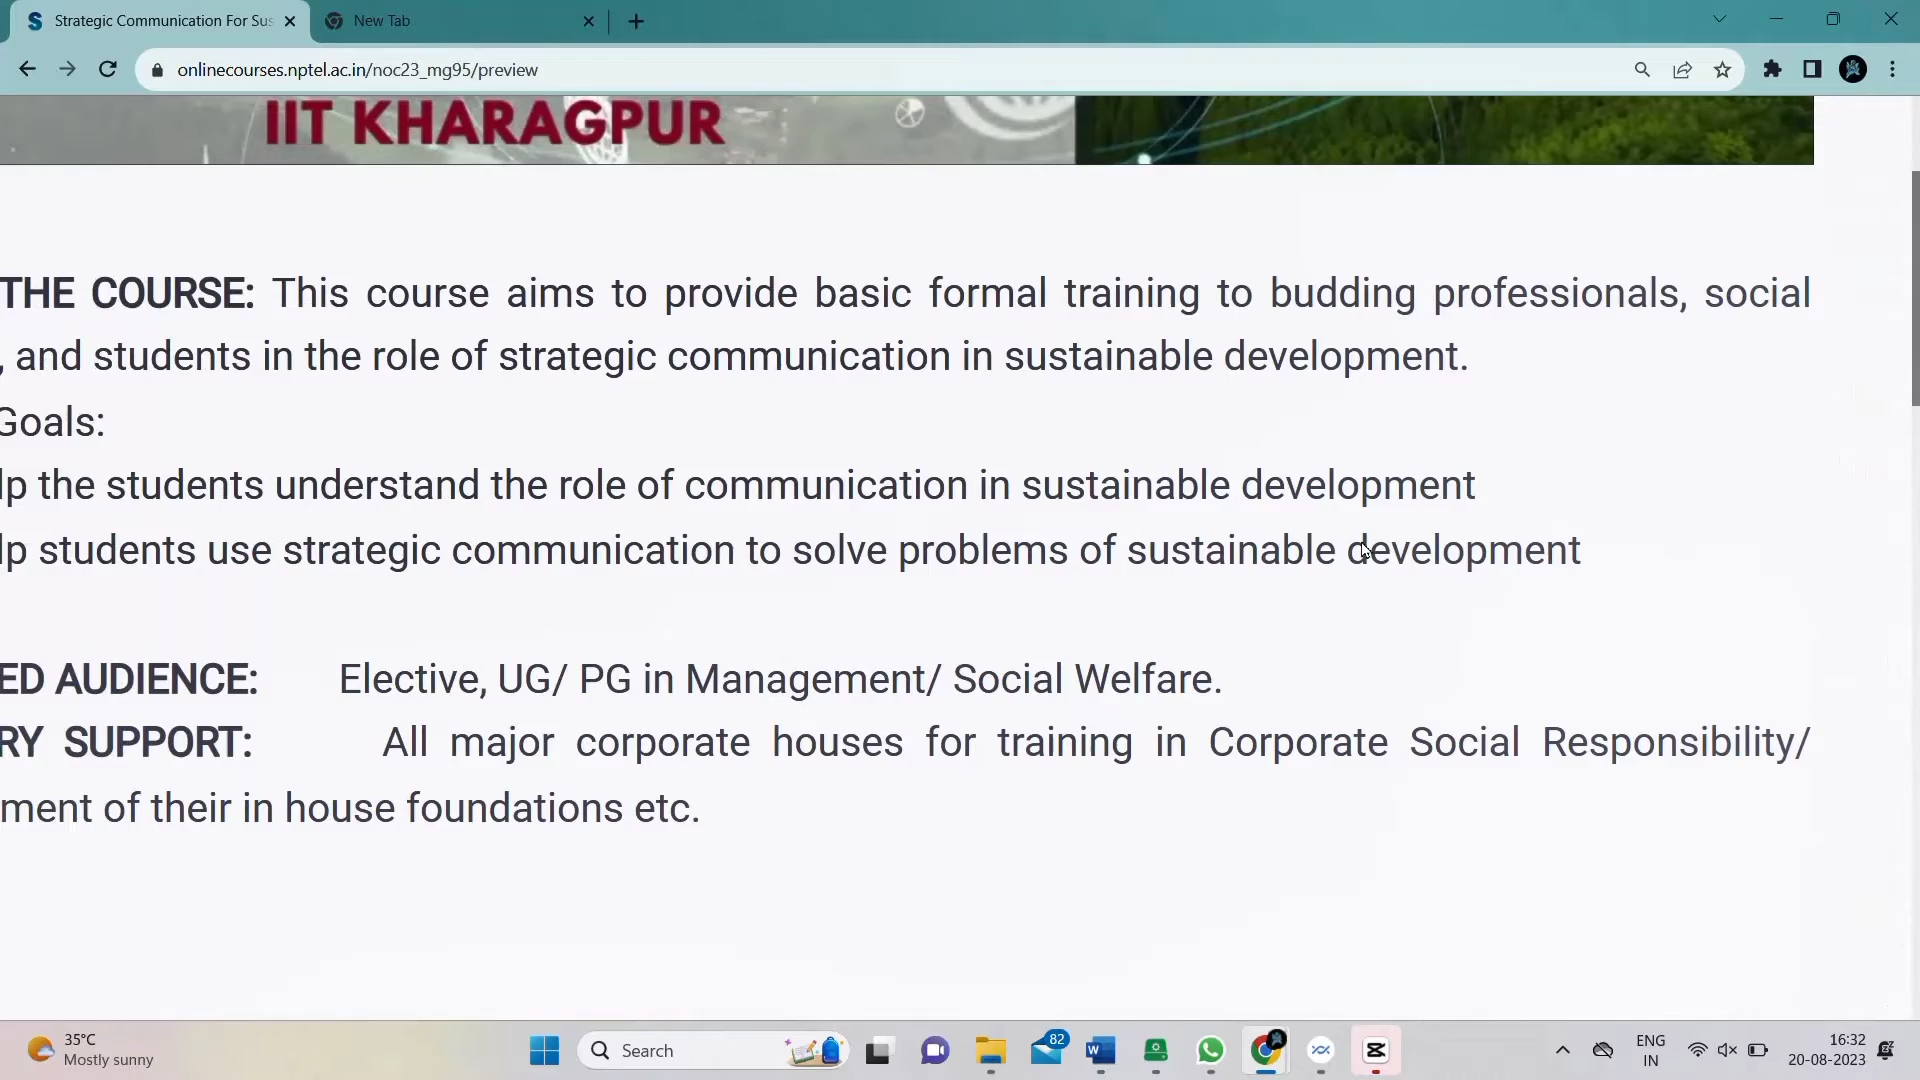 Strategic Communication For Sus
New Tab
onlinecourses.nptel.ac.in/noc23_mg95/preview
IIT KHARAGPUR
THE COURSE: This course aims to provide basic formal training to budding professionals, social
, and students in the role of strategic communication in sustainable development.
Goals:
lp the students understand the role of communication in sustainable development
lp students use strategic communication to solve problems of sustainable development
ED AUDIENCE: Elective, UG/ PG in Management/ Social Welfare.
RY SUPPORT: All major corporate houses for training in Corporate Social Responsibility/
ment of their in house foundations etc.
35°C
Mostly sunny
Search
82
ENG
IN
16:32
20-08-2023